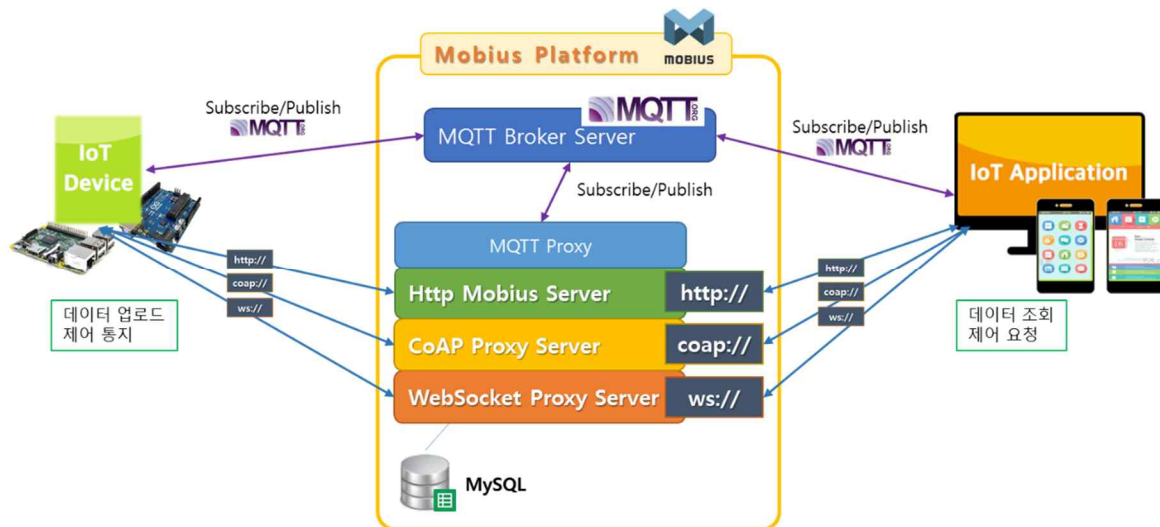 Mobius Platform
MOBIUS
Subscribe/Publish
MQTT.ORG
IoT
Device
MQTT Broker Server
MQTT.ORG
Subscribe/Publish
MQTT.ORG
IoT Application
Subscribe/Publish
MQTT Proxy
http://
coap://
ws://
Http Mobius Server
http://
CoAP Proxy Server
coap://
WebSocket Proxy Server
ws://
http://
coap://
ws://
데이터 업로드
제어 통지
데이터 조회
제어 요청
MySQL